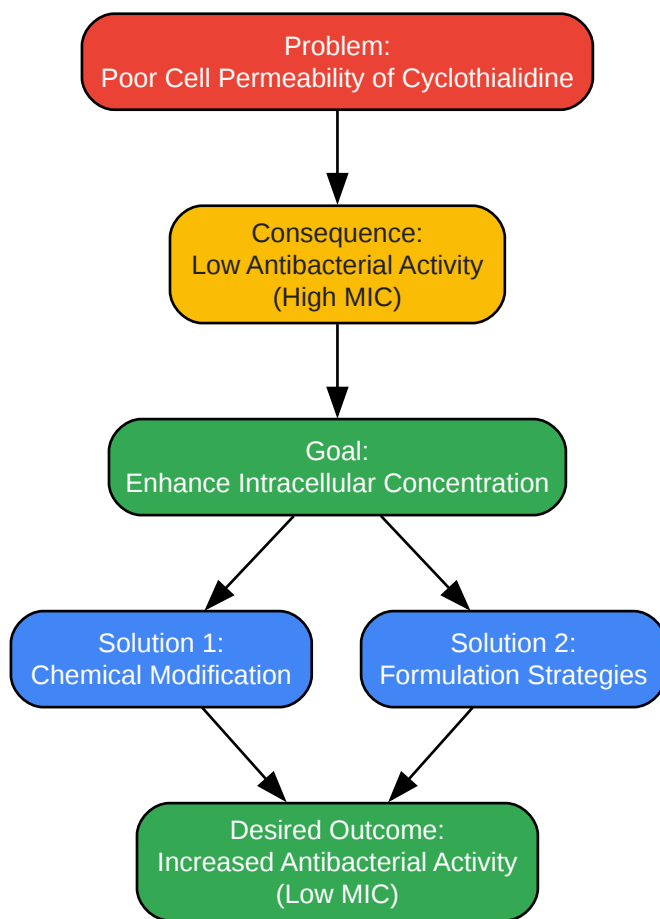 Problem:
Poor Cell Permeability of Cyclothialidine
Consequence:
Low Antibacterial Activity
(High MIC)
Goal:
Enhance Intracellular Concentration
Solution 1:
Chemical Modification
Solution 2:
Formulation Strategies
Desired Outcome:
Increased Antibacterial Activity
(Low MIC)